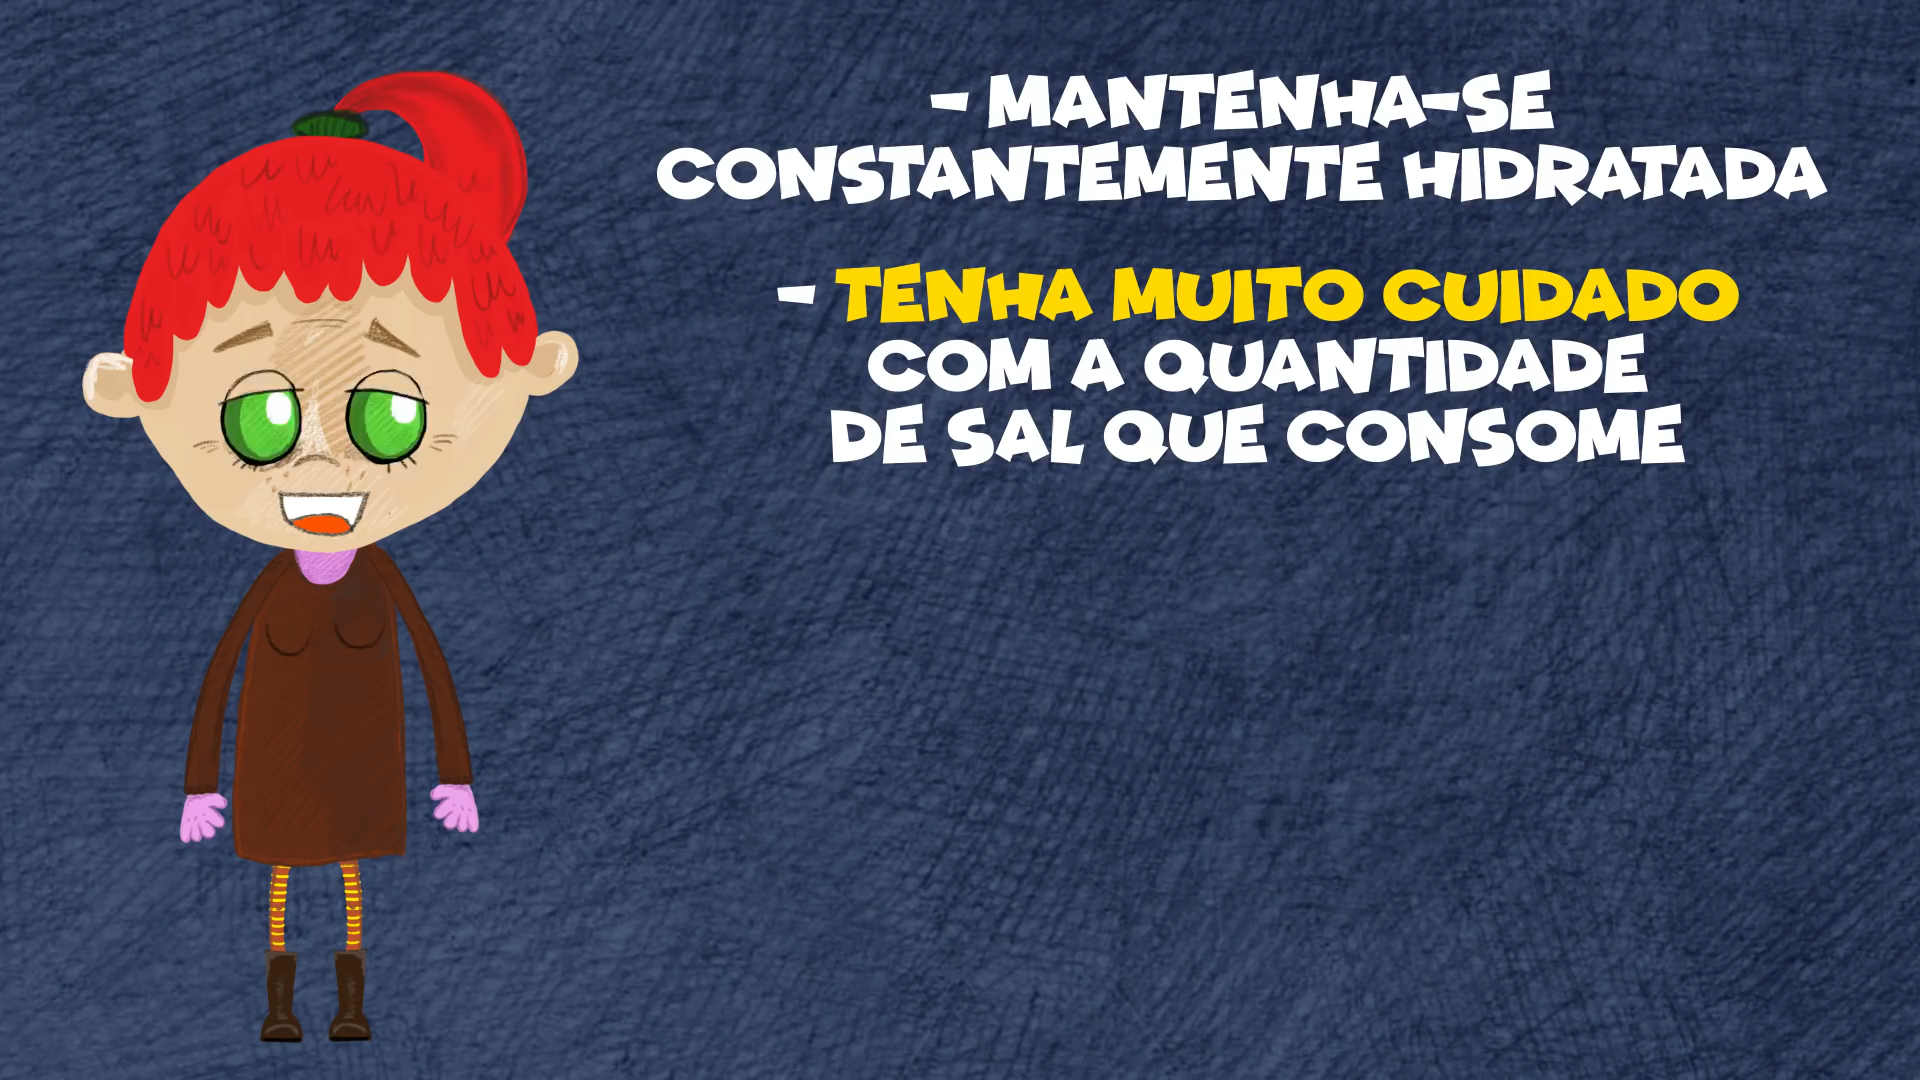 - MANTENHA-SE
CONSTANTEMENTE HIDRATADA
- TENHA MUITO CUIDADO
COM A QUANTIDADE
DE SAL QUE CONSOME